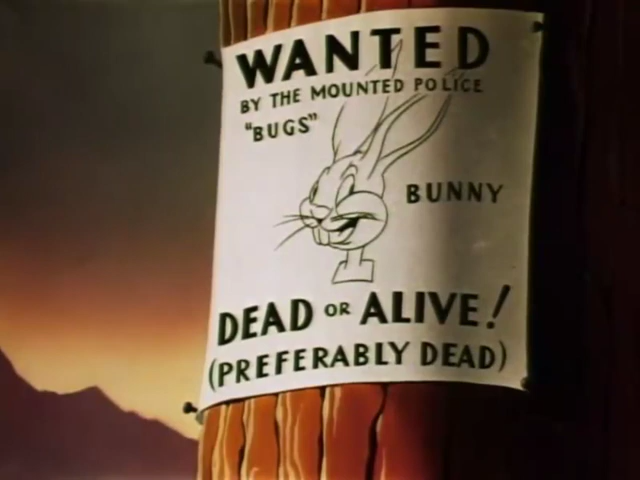 WANTED
BY THE MOUNTED POLICE
"BUGS"
BUNNY
DEAD OR ALIVE!
(PREFERABLY DEAD)